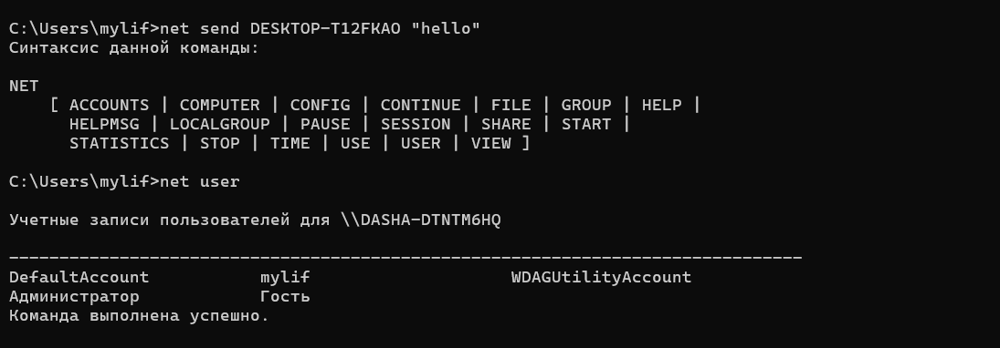 C:\Users\mylif>net send DESKTOP-T12FKAO "hello"
Синтаксис данной команды:
NET
[ ACCOUNTS | COMPUTER | CONFIG | CONTINUE | FILE | GROUP | HELP |
HELPMSG | LOCALGROUP | PAUSE | SESSION | SHARE | START |
STATISTICS | STOP | TIME | USE | USER | VIEW ]
C:\Users\mylif>net user
Учетные записи пользователей для \\DASHA-DTNTM6HQ
-------------------------------------------------------------------------------
DefaultAccount mylif WDAGUtilityAccount
Администратор Гость
Команда выполнена успешно.